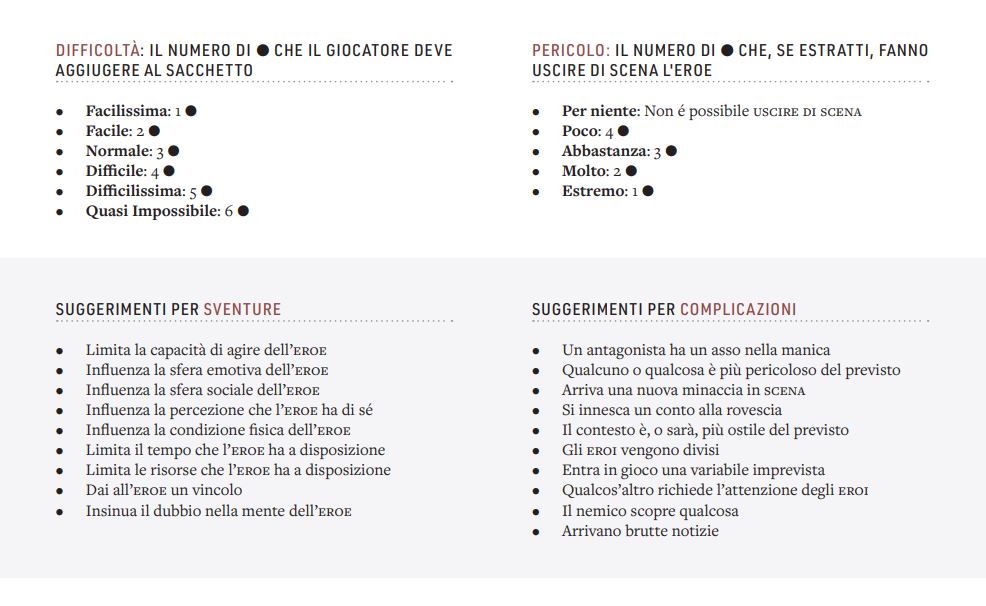 DIFFICOLTÀ: IL NUMERO DI ● CHE IL GIOCATORE DEVE
AGGIUGERE AL SACCHETTO
• Facilissima: 1 ●
• Facile: 2 ●
• Normale: 3 ●
• Difficile: 4 ●
• Difficilissima: 5 ●
• Quasi Impossibile: 6 ●
PERICOLO: IL NUMERO DI ● CHE, SE ESTRATTI, FANNO
USCIRE DI SCENA L'EROE
• Per niente: Non é possibile USCIRE DI SCENA
• Poco: 4 ●
• Abbastanza: 3 ●
• Molto: 2 ●
• Estremo: 1 ●
SUGGERIMENTI PER SVENTURE
• Limita la capacità di agire dell’EROE
• Influenza la sfera emotiva dell’EROE
• Influenza la sfera sociale dell’EROE
• Influenza la percezione che l’EROE ha di sé
• Influenza la condizione fisica dell’EROE
• Limita il tempo che l’EROE ha a disposizione
• Limita le risorse che l’EROE ha a disposizione
• Dai all’EROE un vincolo
• Insinua il dubbio nella mente dell’EROE
SUGGERIMENTI PER COMPLICAZIONI
• Un antagonista ha un asso nella manica
• Qualcuno o qualcosa è più pericoloso del previsto
• Arriva una nuova minaccia in SCENA
• Si innesca un conto alla rovescia
• Il contesto è, o sarà, più ostile del previsto
• Gli EROI vengono divisi
• Entra in gioco una variabile imprevista
• Qualcos’altro richiede l’attenzione degli EROI
• Il nemico scopre qualcosa
• Arrivano brutte notizie